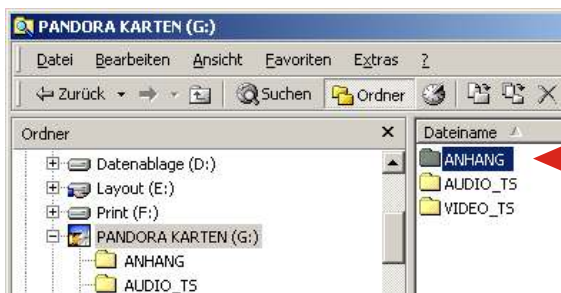 PANDORA KARTEN (G:)
Datei Bearbeiten Ansicht Favoriten Extras ?
Zurück Suchen Ordner
Ordner x
Datenablage (D:)
Layout (E:)
Print (F:)
PANDORA KARTEN (G:)
ANHANG
AUDIO_TS
Dateiname
ANHANG
AUDIO_TS
VIDEO_TS